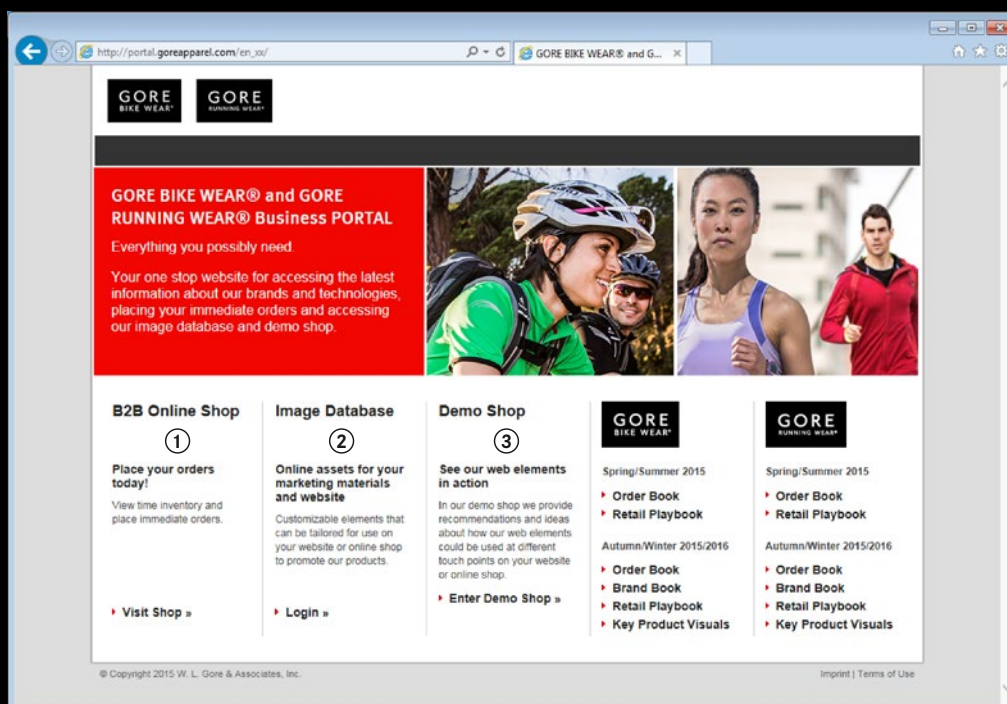 http://portal.goreapparel.com/en_xx/
GORE BIKE WEAR® and G...
GORE
BIKE WEAR®
GORE
RUNNING WEAR®
GORE BIKE WEAR® and GORE
RUNNING WEAR® Business PORTAL
Everything you possibly need.
Your one stop website for accessing the latest
information about our brands and technologies,
placing your immediate orders and accessing
our image database and demo shop.
B2B Online Shop
1
Place your orders
today!
View time inventory and
place immediate orders.
Visit Shop »
Image Database
2
Online assets for your
marketing materials
and website
Customizable elements that
can be tailored for use on
your website or online shop
to promote our products.
Login »
Demo Shop
3
See our web elements
in action
In our demo shop we provide
recommendations and ideas
about how our web elements
could be used at different
touch points on your website
or online shop.
Enter Demo Shop »
GORE
BIKE WEAR®
Spring/Summer 2015
Order Book
Retail Playbook
Autumn/Winter 2015/2016
Order Book
Brand Book
Retail Playbook
Key Product Visuals
GORE
RUNNING WEAR®
Spring/Summer 2015
Order Book
Retail Playbook
Autumn/Winter 2015/2016
Order Book
Brand Book
Retail Playbook
Key Product Visuals
© Copyright 2015 W. L. Gore & Associates, Inc.
Imprint | Terms of Use